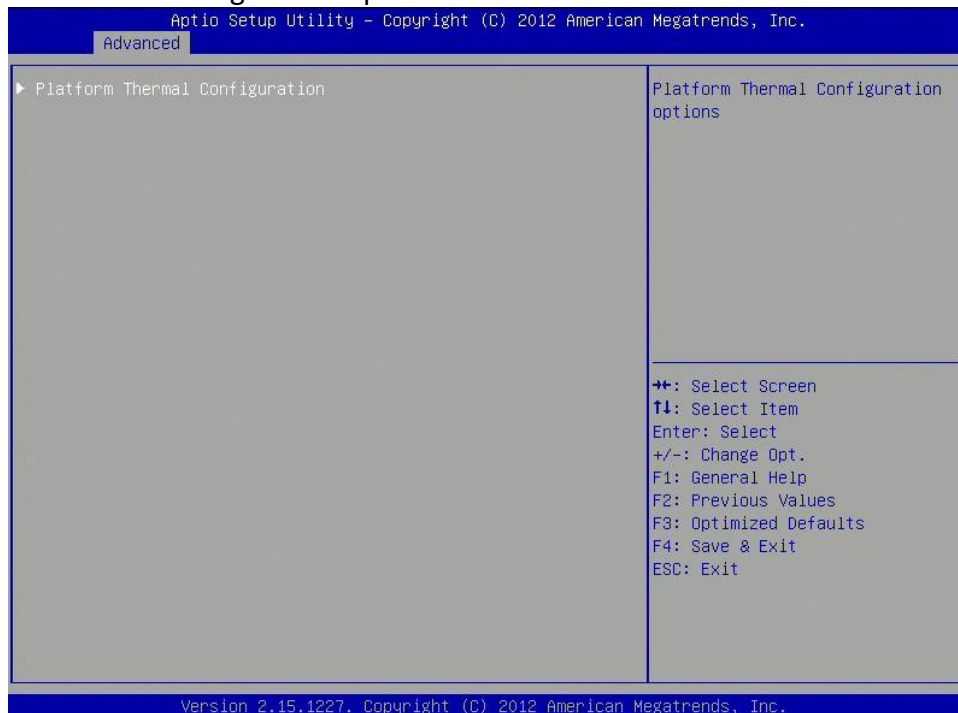 Aptio Setup Utility – Copyright (C) 2012 American Megatrends, Inc.
Advanced
▶ Platform Thermal Configuration
Platform Thermal Configuration
options
→←: Select Screen
↑↓: Select Item
Enter: Select
+/-: Change Opt.
F1: General Help
F2: Previous Values
F3: Optimized Defaults
F4: Save & Exit
ESC: Exit
Version 2.15.1227. Copyright (C) 2012 American Megatrends, Inc.